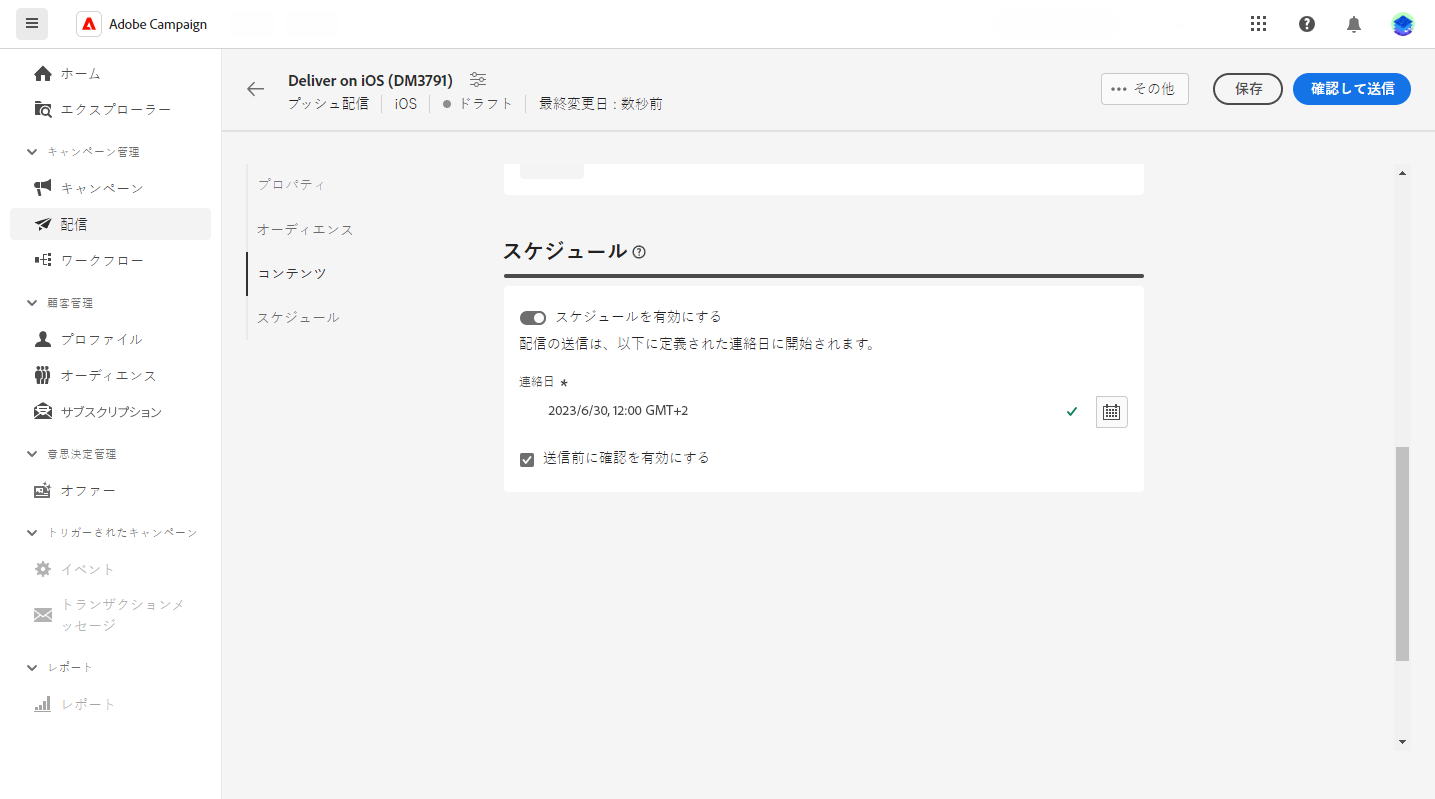 Adobe Campaign
ホーム
エクスプローラー
キャンペーン管理
キャンペーン
配信
ワークフロー
顧客管理
プロファイル
オーディエンス
サブスクリプション
意思決定管理
オファー
トリガーされたキャンペーン
イベント
トランザクションメ
ッセージ
レポート
レポート
Deliver on iOS (DM3791)
プッシュ配信 iOS ドラフト 最終変更日 : 数秒前
••• その他
保存
確認して送信
プロパティ
オーディエンス
コンテンツ
スケジュール
スケジュール
スケジュールを有効にする
配信の送信は、以下に定義された連絡日に開始されます。
連絡日 *
2023/6/30, 12:00 GMT+2
送信前に確認を有効にする